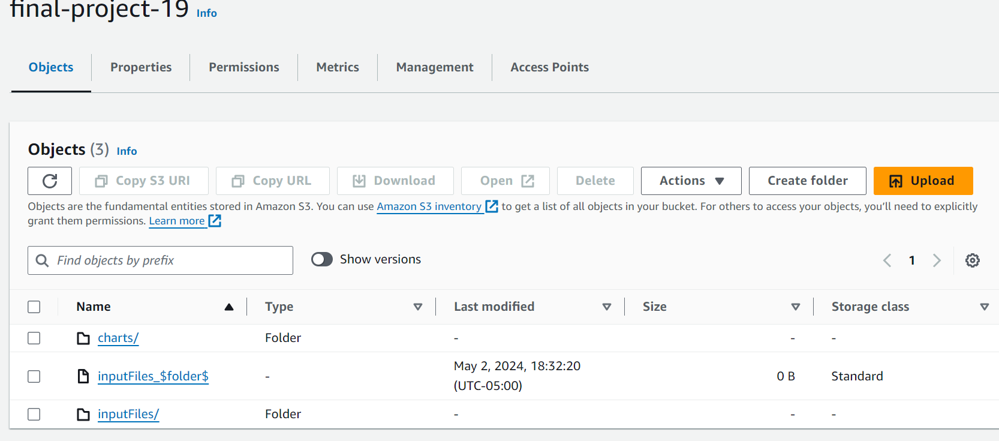 final-project-19 Info
Objects Properties Permissions Metrics Management Access Points
Objects (3) Info
Copy S3 URI Copy URL Download Open Delete Actions Create folder Upload
Objects are the fundamental entities stored in Amazon S3. You can use Amazon S3 inventory to get a list of all objects in your bucket. For others to access your objects, you’ll need to explicitly
grant them permissions. Learn more
Find objects by prefix Show versions 1
Name Type Last modified Size Storage class
charts/ Folder - - -
inputFiles_$folder$ - May 2, 2024, 18:32:20 0 B Standard
(UTC-05:00)
inputFiles/ Folder - - -